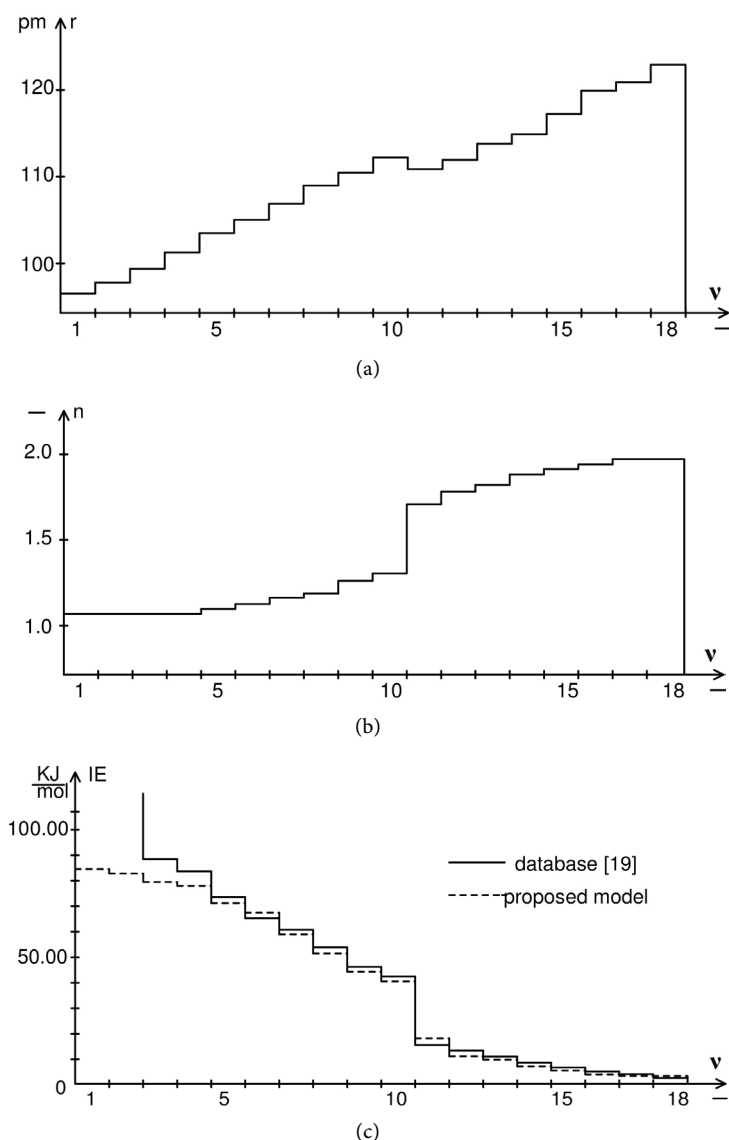 pm r
120
110
100
ν
1 5 10 15 18 –
(a)
– n
2.0
1.5
1.0
ν
1 5 10 15 18 –
(b)
KJ IE
mol
100.00
database [19]
proposed model
50.00
ν
0
1 5 10 15 18 –
(c)